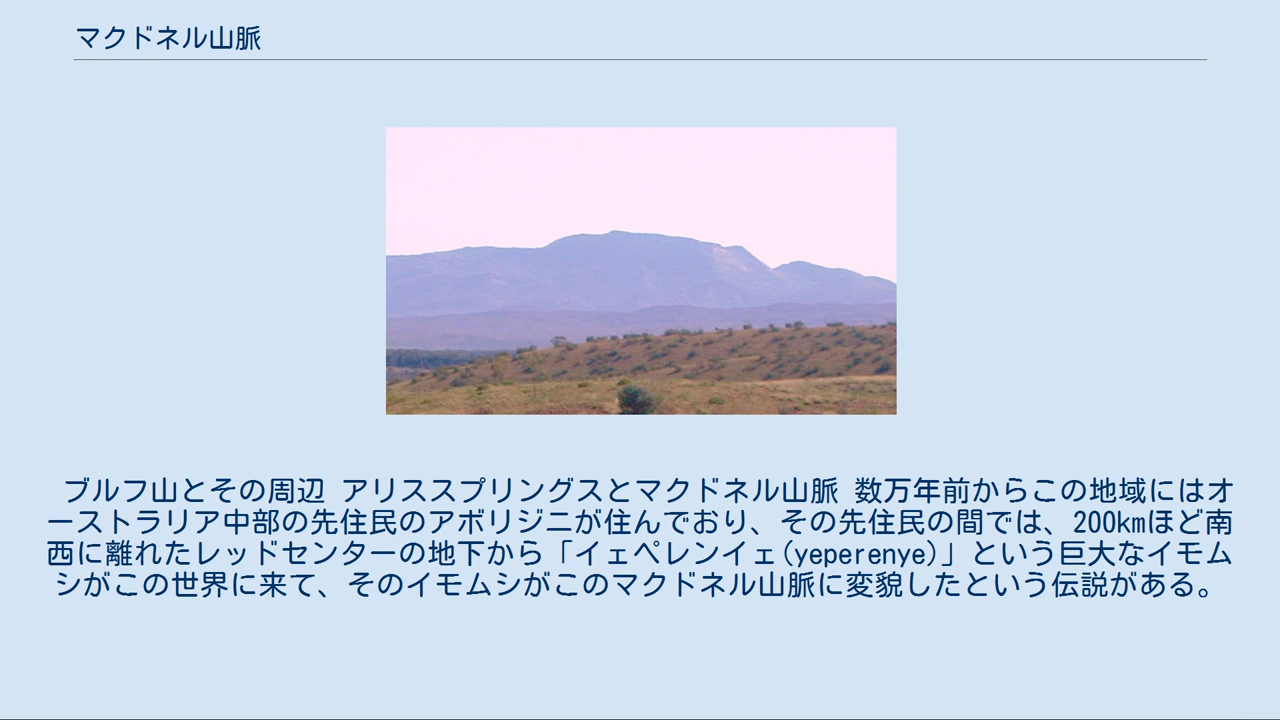 マクドネル山脈
ブルフ山とその周辺 アリススプリングスとマクドネル山脈 数万年前からこの地域にはオ
ーストラリア中部の先住民のアボリジニが住んでおり、その先住民の間では、200kmほど南
西に離れたレッドセンターの地下から「イェペレンイェ(yeperenye)」という巨大なイモム
シがこの世界に来て、そのイモムシがこのマクドネル山脈に変貌したという伝説がある。